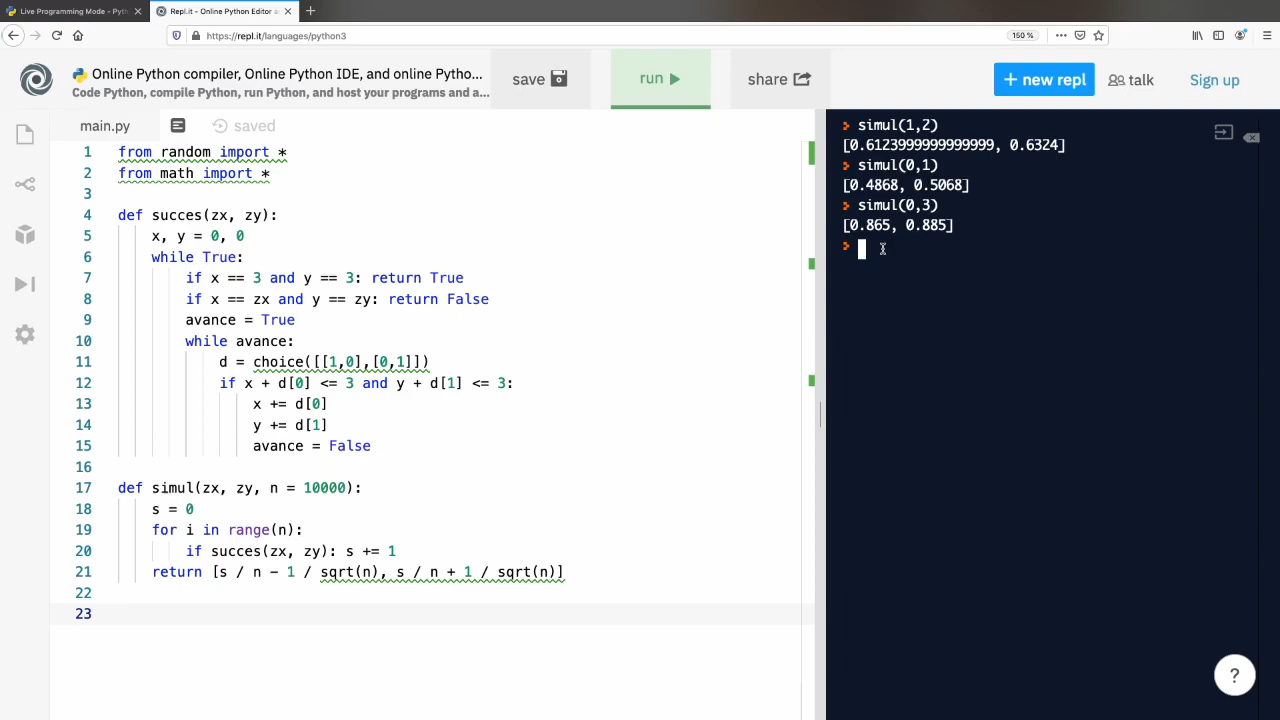 Live Programming Mode - Pyth
Repl.it - Online Python Editor a
https://repl.it/languages/python3
150 %
Online Python compiler, Online Python IDE, and online Pytho...
Code Python, compile Python, run Python, and host your programs and a...
save
run
share
+ new repl
talk
Sign up
main.py
saved
1 from random import *
2 from math import *
3
4 def succes(zx, zy):
5 x, y = 0, 0
6 while True:
7 if x == 3 and y == 3: return True
8 if x == zx and y == zy: return False
9 avance = True
10 while avance:
11 d = choice([[1,0],[0,1]])
12 if x + d[0] <= 3 and y + d[1] <= 3:
13 x += d[0]
14 y += d[1]
15 avance = False
16
17 def simul(zx, zy, n = 10000):
18 s = 0
19 for i in range(n):
20 if succes(zx, zy): s += 1
21 return [s / n - 1 / sqrt(n), s / n + 1 / sqrt(n)]
22
23
simul(1,2)
[0.6123999999999999, 0.6324]
simul(0,1)
[0.4868, 0.5068]
simul(0,3)
[0.865, 0.885]
?